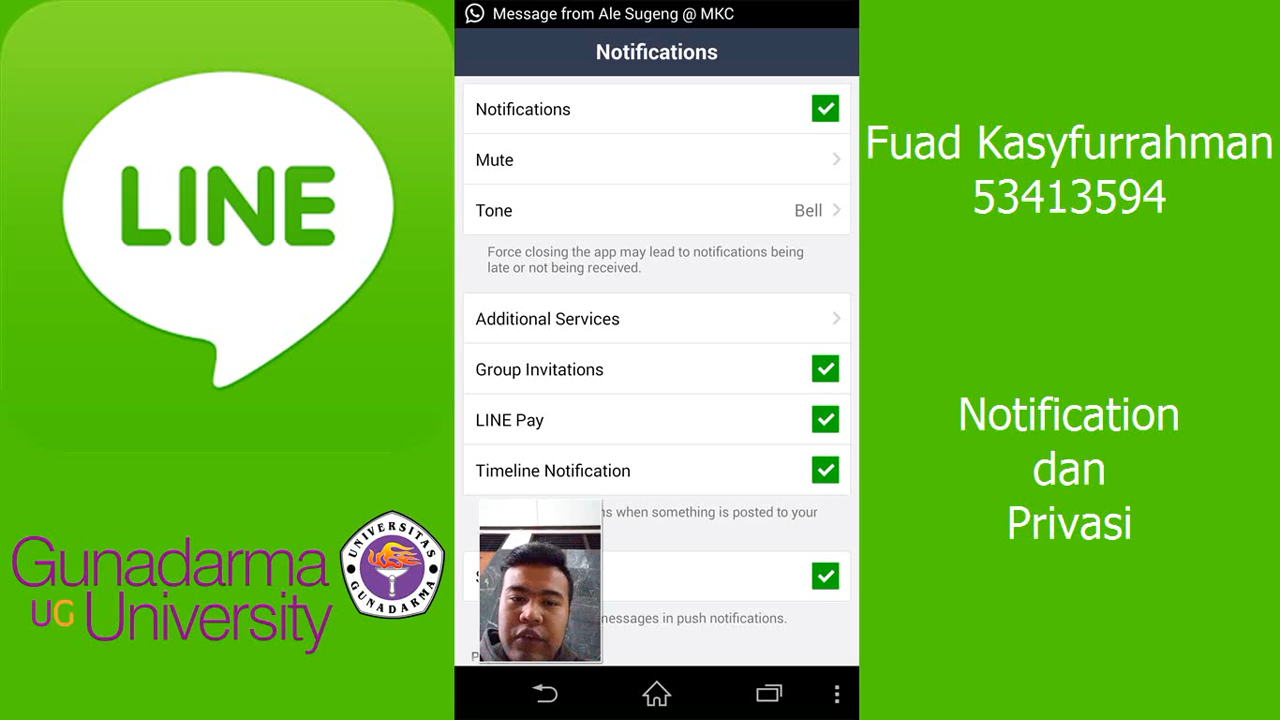 LINE
Gunadarma
UG University
UNIVERSITAS
GUNADARMA
Message from Ale Sugeng @ MKC
Notifications
Notifications
Mute
Tone Bell
Force closing the app may lead to notifications being
late or not being received.
Additional Services
Group Invitations
LINE Pay
Timeline Notification
when something is posted to your
messages in push notifications.
Fuad Kasyfurrahman
53413594
Notification
dan
Privasi